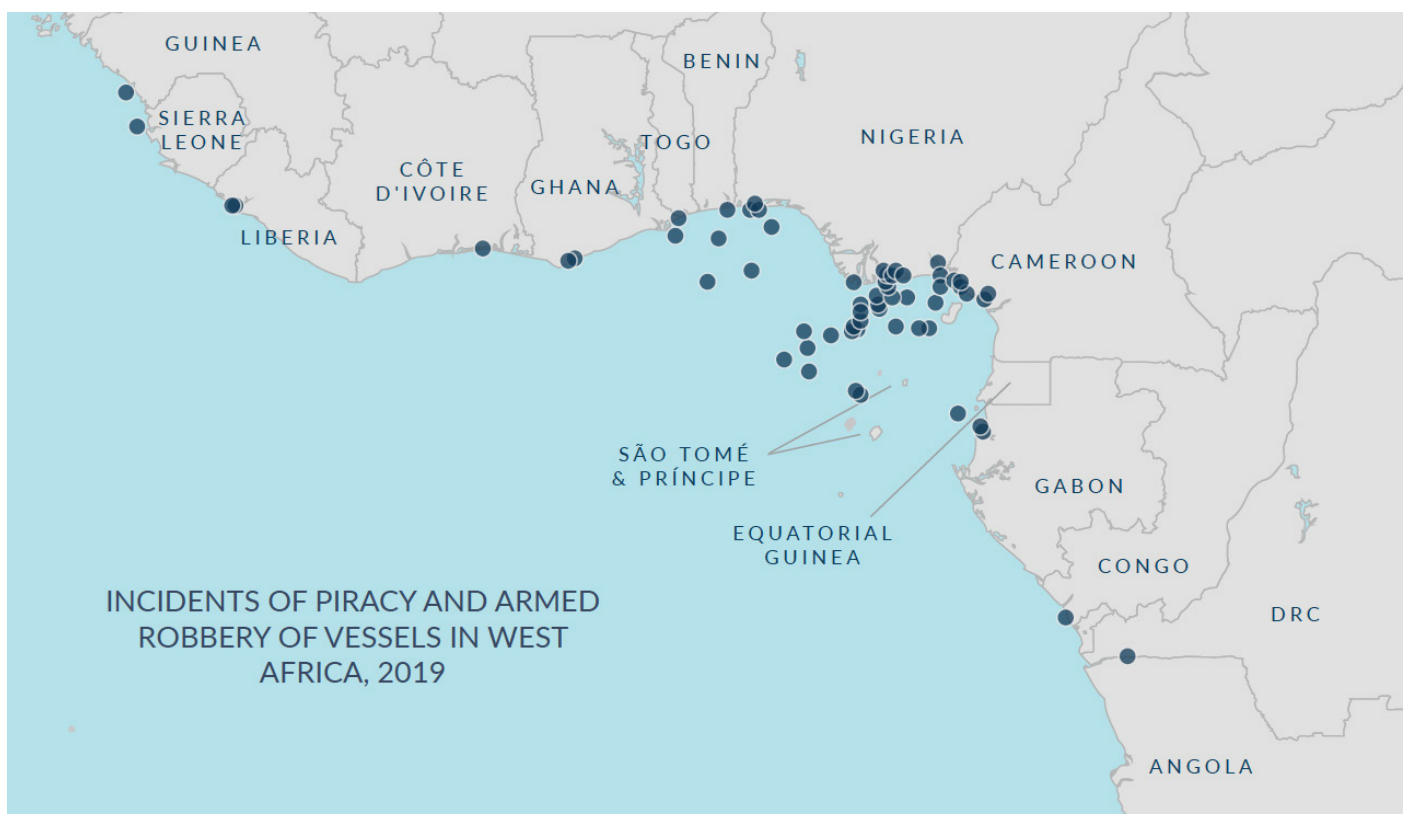 GUINEA
BENIN
SIERRA
LEONE
TOGO
NIGERIA
CÔTE
D'IVOIRE
GHANA
LIBERIA
CAMEROON
SÃO TOMÉ
& PRÍNCIPE
GABON
EQUATORIAL
GUINEA
CONGO
DRC
INCIDENTS OF PIRACY AND ARMED
ROBBERY OF VESSELS IN WEST
AFRICA, 2019
ANGOLA